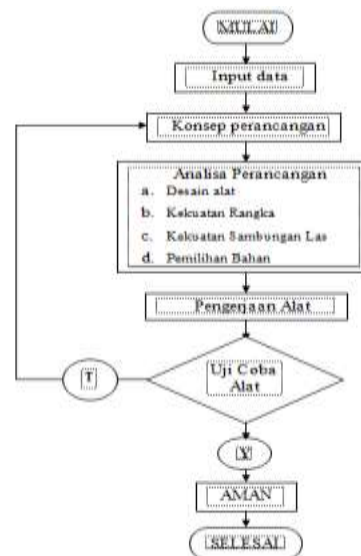 MULAI
Input data
Konsep perancangan
Analisa Perancangan
a. Desain alat
b. Kekuatan Rangka
c. Kekuatan Sambungan Las
d. Pemilihan Bahan
Pengerjaan Alat
Uji Coba
Alat
T
Y
AMAN
SELESAI